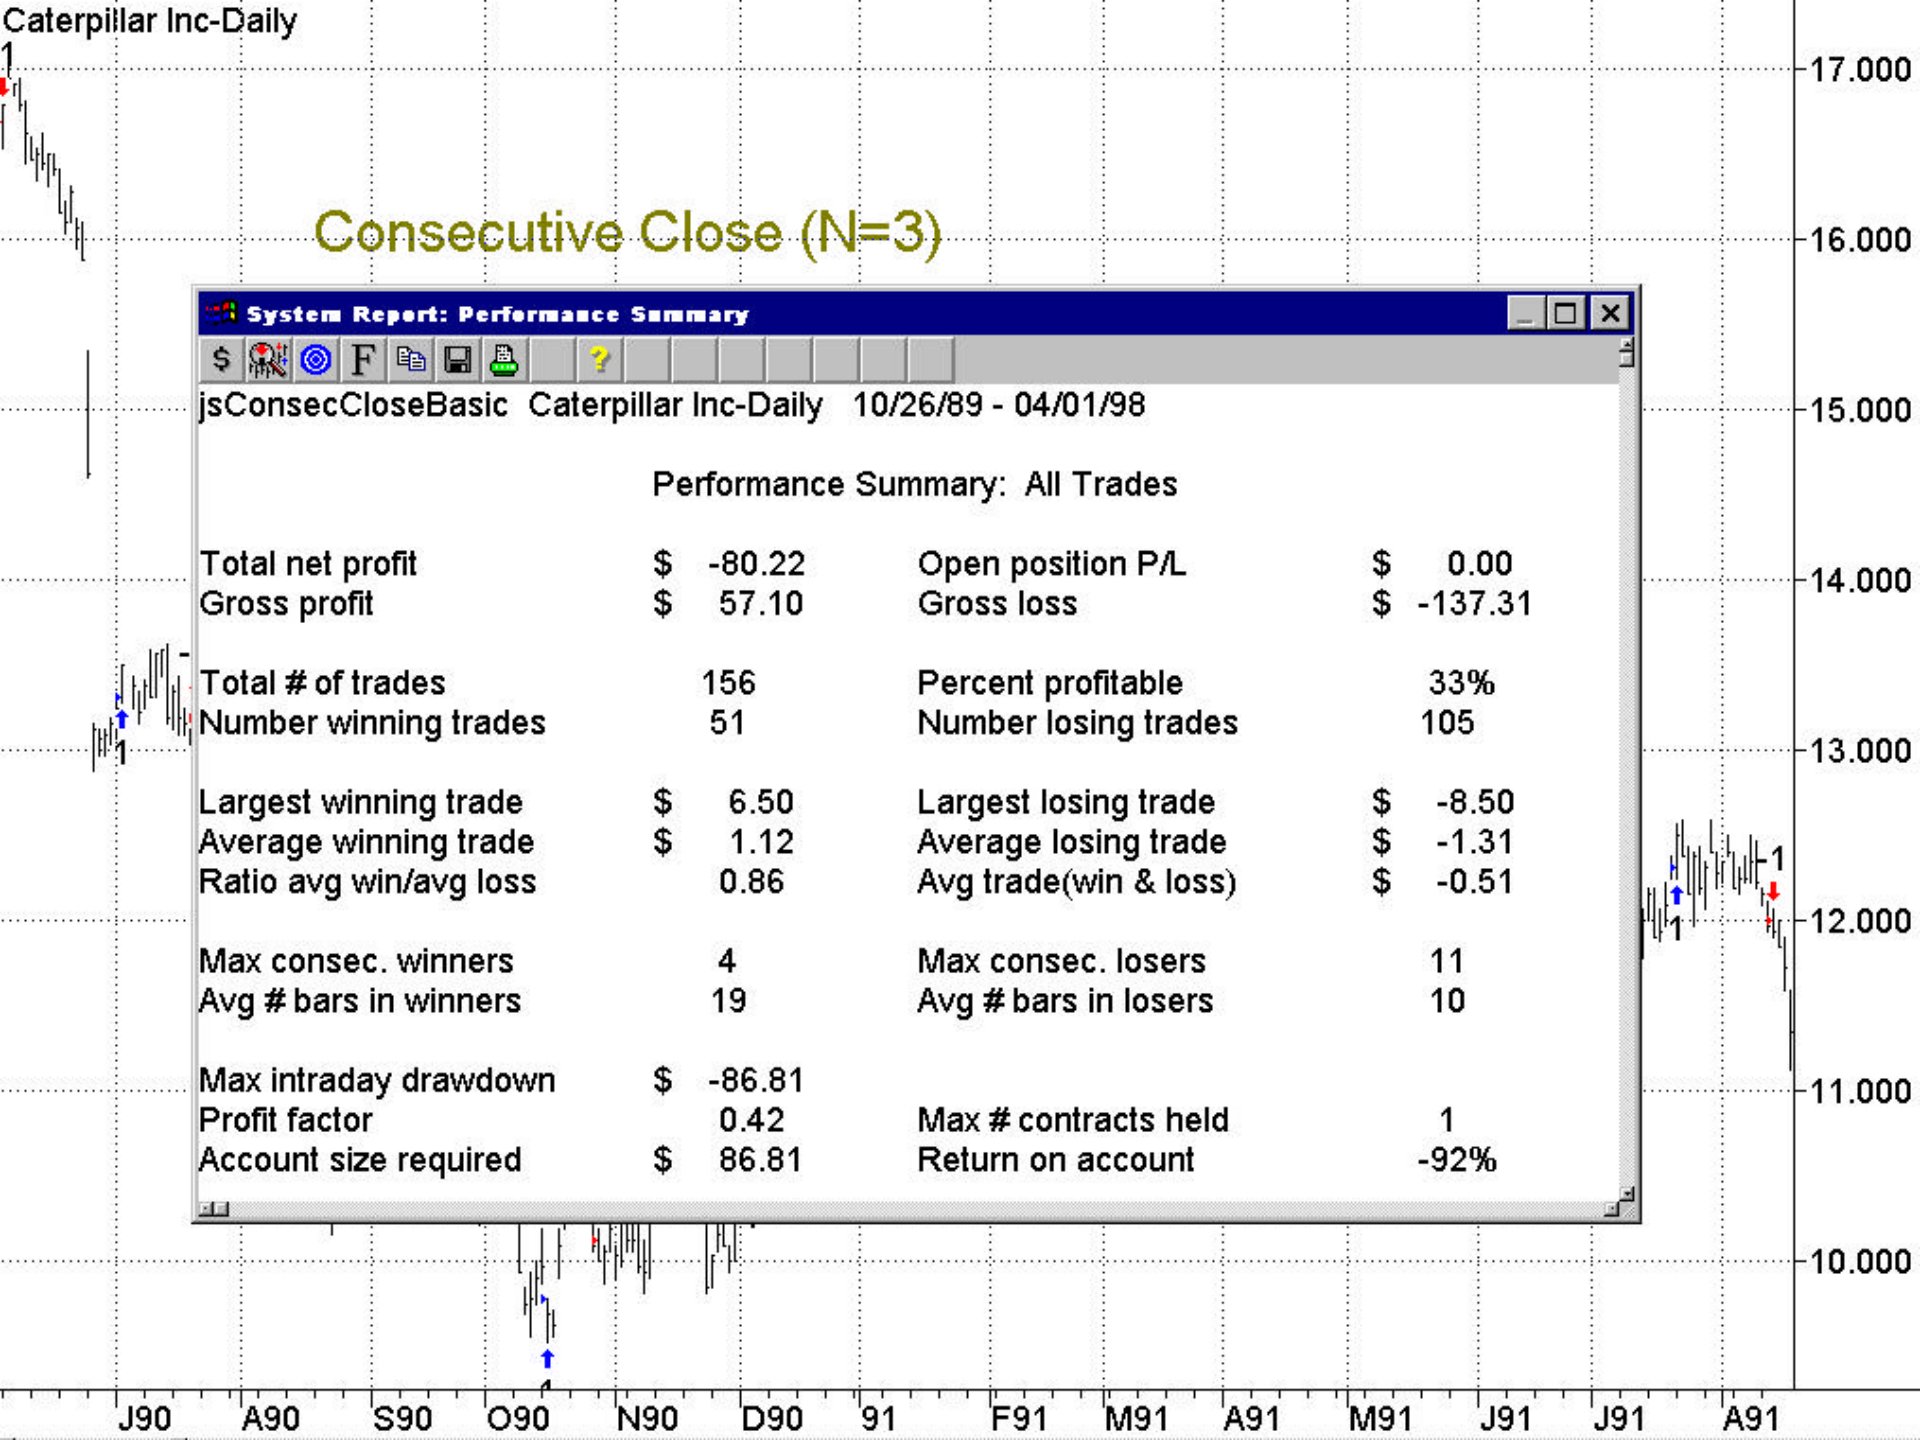 Caterpillar Inc-Daily
1
17.000
Consecutive Close (N=3)
16.000
System Report: Performance Summary
$ F ?
jsConsecCloseBasic Caterpillar Inc-Daily 10/26/89 - 04/01/98
15.000
Performance Summary: All Trades
Total net profit $ -80.22 Open position P/L $ 0.00
14.000
Gross profit $ 57.10 Gross loss $ -137.31
Total # of trades 156 Percent profitable 33%
Number winning trades 51 Number losing trades 105
1
13.000
Largest winning trade $ 6.50 Largest losing trade $ -8.50
Average winning trade $ 1.12 Average losing trade $ -1.31
-1
Ratio avg win/avg loss 0.86 Avg trade(win & loss) $ -0.51
1
12.000
Max consec. winners 4 Max consec. losers 11
Avg # bars in winners 19 Avg # bars in losers 10
Max intraday drawdown $ -86.81
11.000
Profit factor 0.42 Max # contracts held 1
Account size required $ 86.81 Return on account -92%
10.000
J90 A90 S90 O90 N90 D90 91 F91 M91 A91 M91 J91 J91 A91